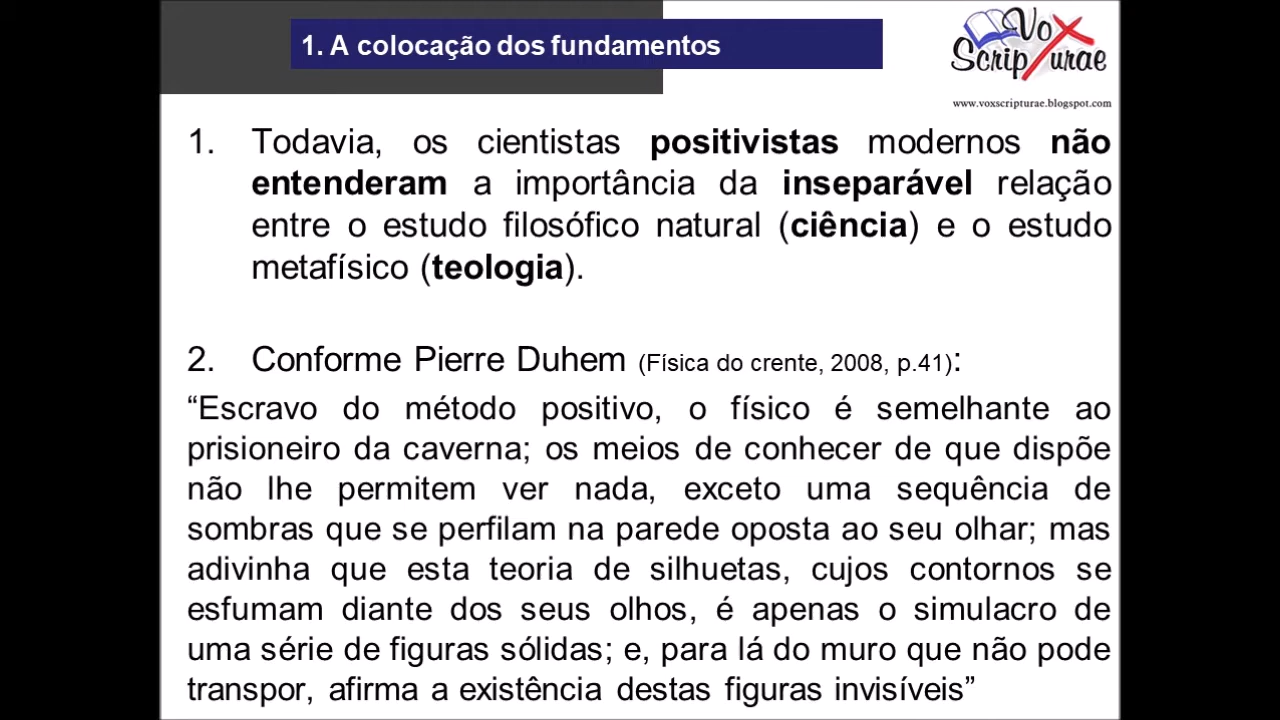 1. A colocação dos fundamentos
Vox
Scripturae
www.voxscripturae.blogspot.com
1. Todavia, os cientistas positivistas modernos não
entenderam a importância da inseparável relação
entre o estudo filosófico natural (ciência) e o estudo
metafísico (teologia).
2. Conforme Pierre Duhem (Física do crente, 2008, p.41):
“Escravo do método positivo, o físico é semelhante ao
prisioneiro da caverna; os meios de conhecer de que dispõe
não lhe permitem ver nada, exceto uma sequência de
sombras que se perfilam na parede oposta ao seu olhar; mas
adivinha que esta teoria de silhuetas, cujos contornos se
esfumam diante dos seus olhos, é apenas o simulacro de
uma série de figuras sólidas; e, para lá do muro que não pode
transpor, afirma a existência destas figuras invisíveis”